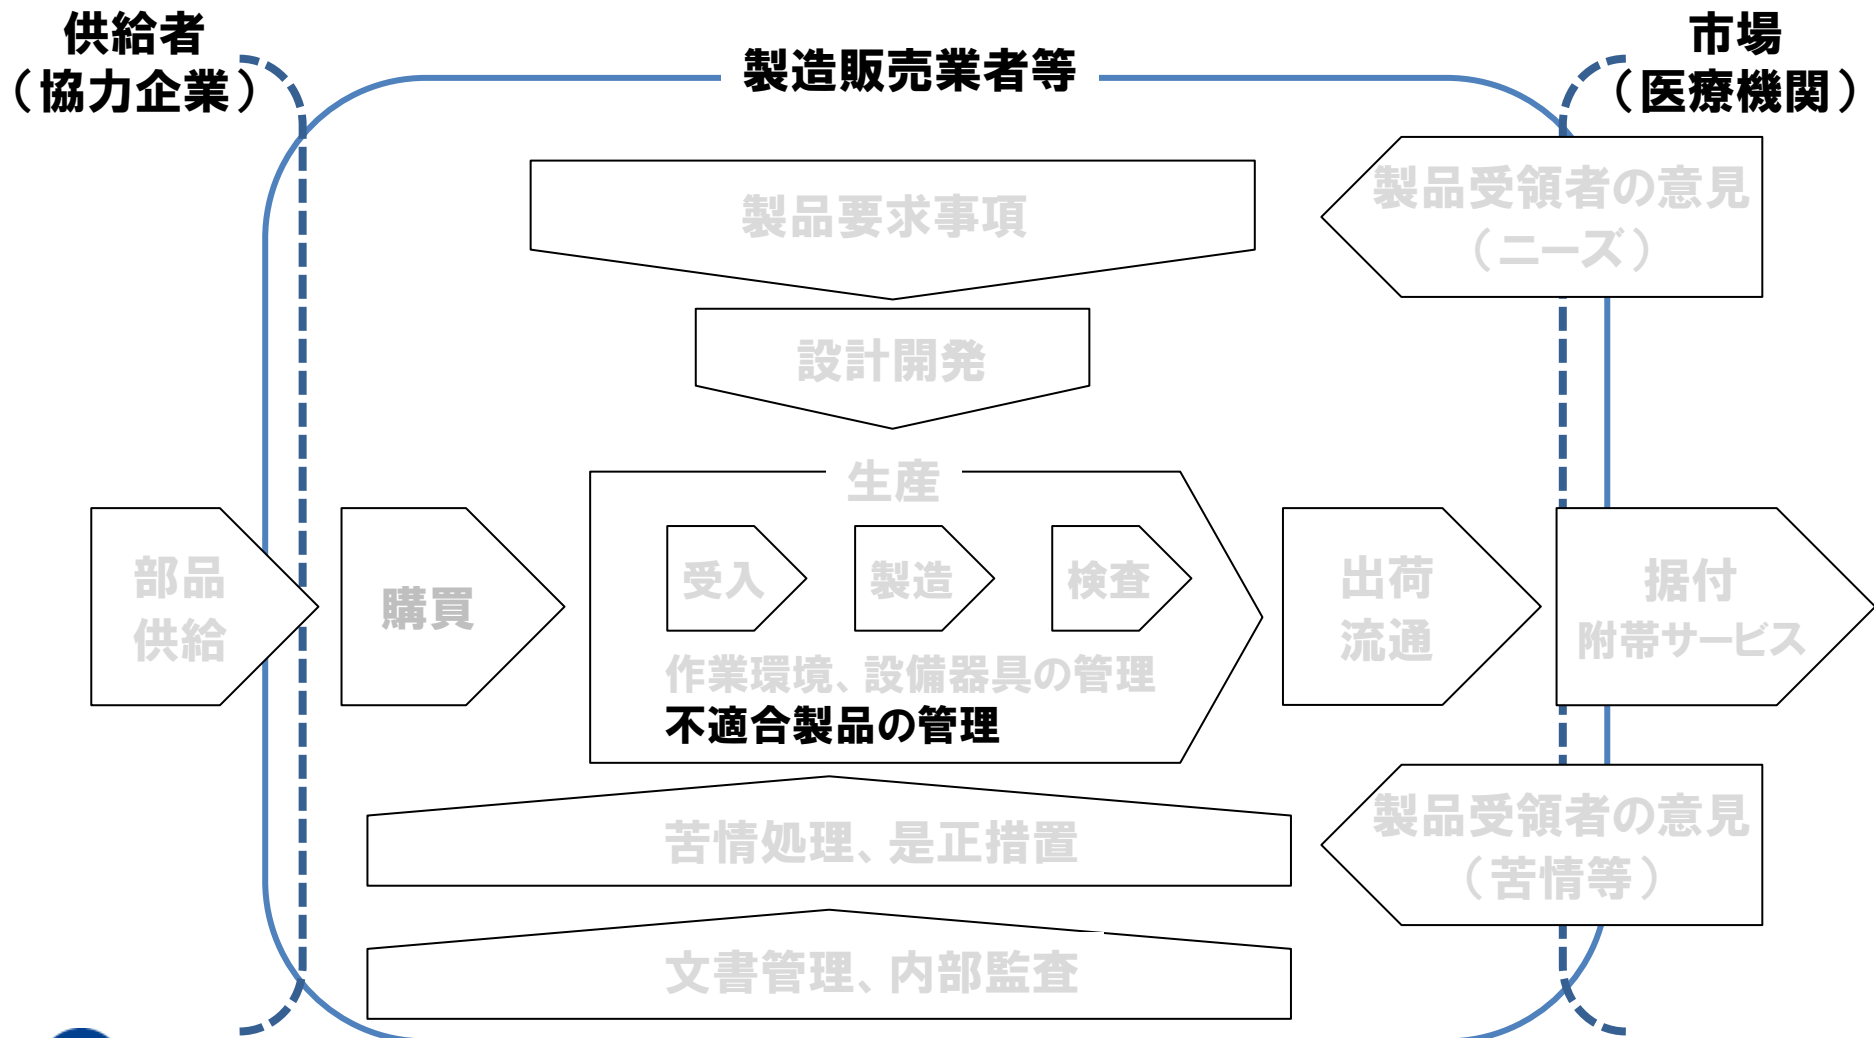 供給者
（協力企業）
製造販売業者等
市場
（医療機関）
製品要求事項
製品受領者の意見
（ニーズ）
設計開発
生産
部品
供給
購買
受入
製造
検査
作業環境、設備器具の管理
不適合製品の管理
出荷
流通
据付
附帯サービス
苦情処理、是正措置
製品受領者の意見
（苦情等）
文書管理、内部監査